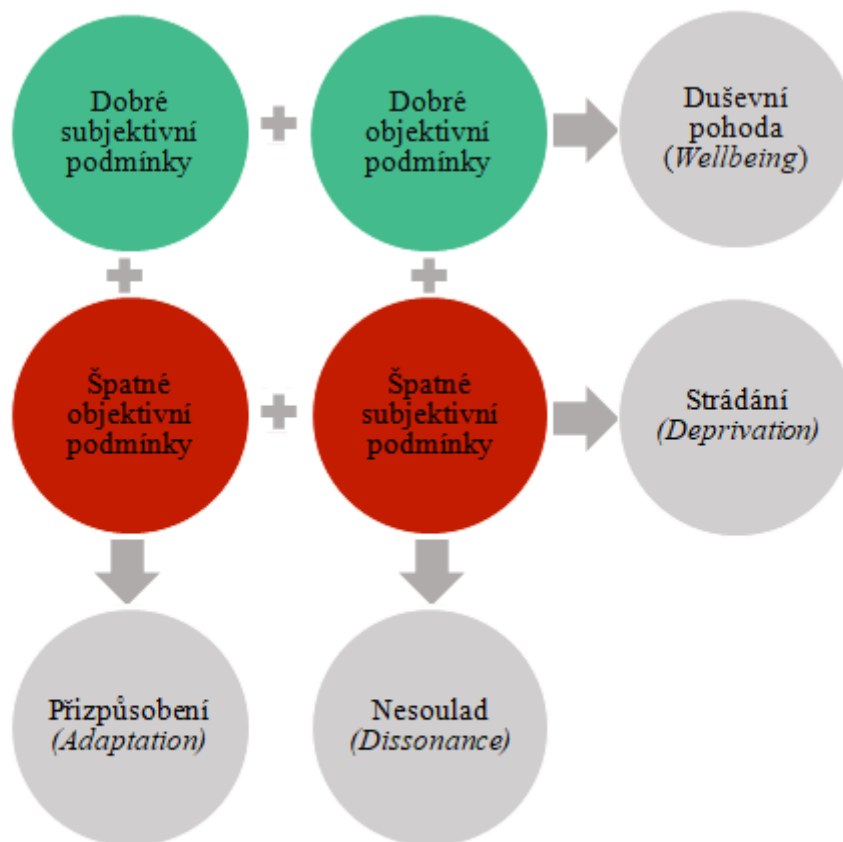 Dobré
subjektivní
podmínky
Dobré
objektivní
podmínky
Duševní
pohoda
(Wellbeing)
Špatné
objektivní
podmínky
Špatné
subjektivní
podmínky
Strádání
(Deprivation)
Přizpůsobení
(Adaptation)
Nesoulad
(Dissonance)